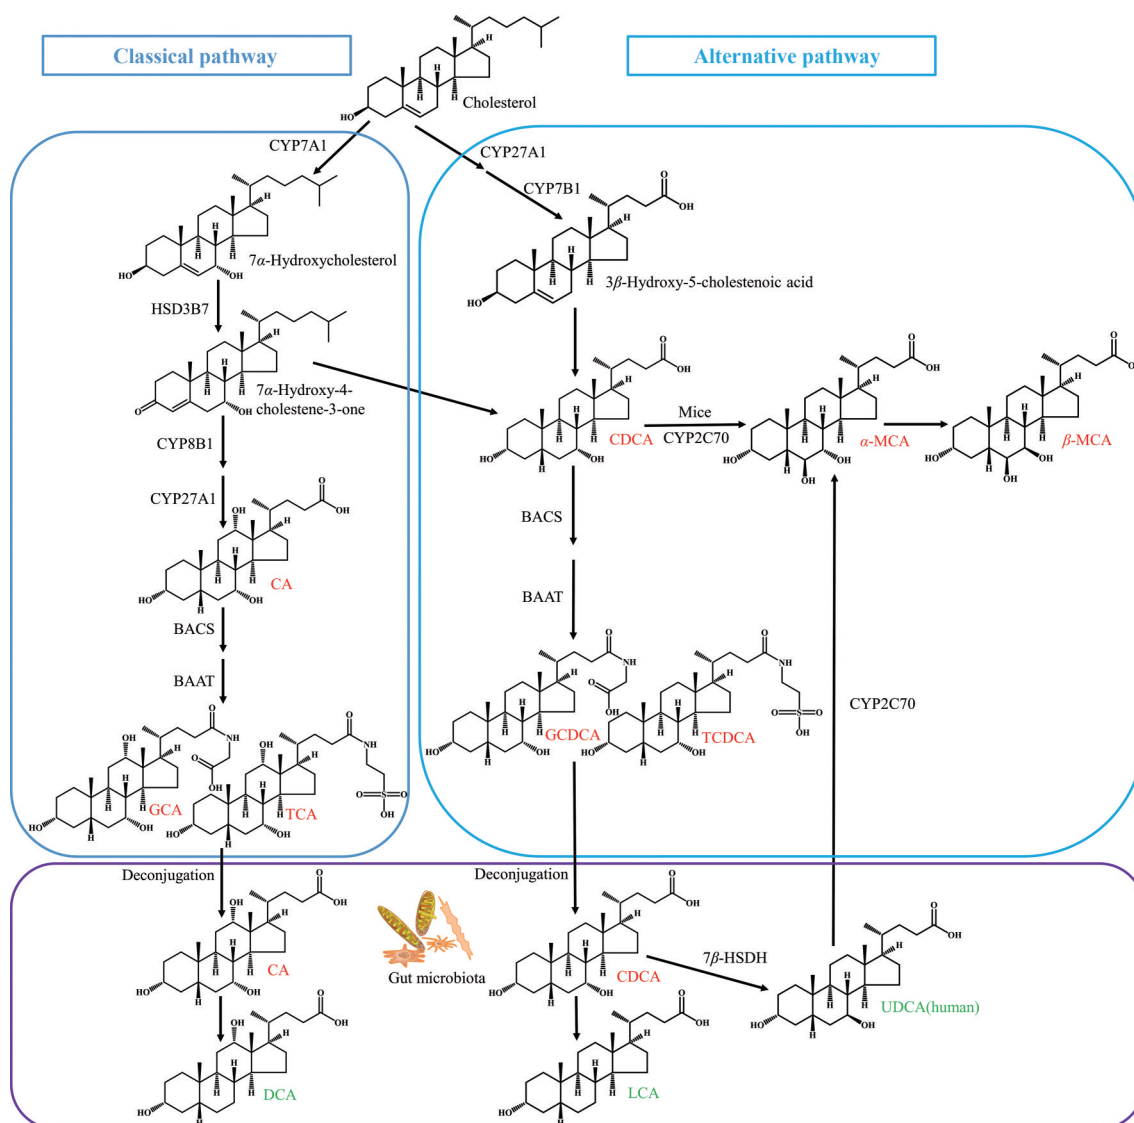 Classical pathway
Alternative pathway
Cholesterol
CYP7A1
CYP27A1
CYP7B1
7α-Hydroxycholesterol
3β-Hydroxy-5-cholestenoic acid
HSD3B7
7α-Hydroxy-4-
cholestene-3-one
CYP8B1
CYP27A1
CA
BACS
BAAT
GCA
TCA
CDCA
Mice
CYP2C70
α-MCA
β-MCA
BACS
BAAT
GCDCA
TCDCA
CYP2C70
Deconjugation
Deconjugation
Gut microbiota
CA
CDCA
7β-HSDH
UDCA(human)
DCA
LCA